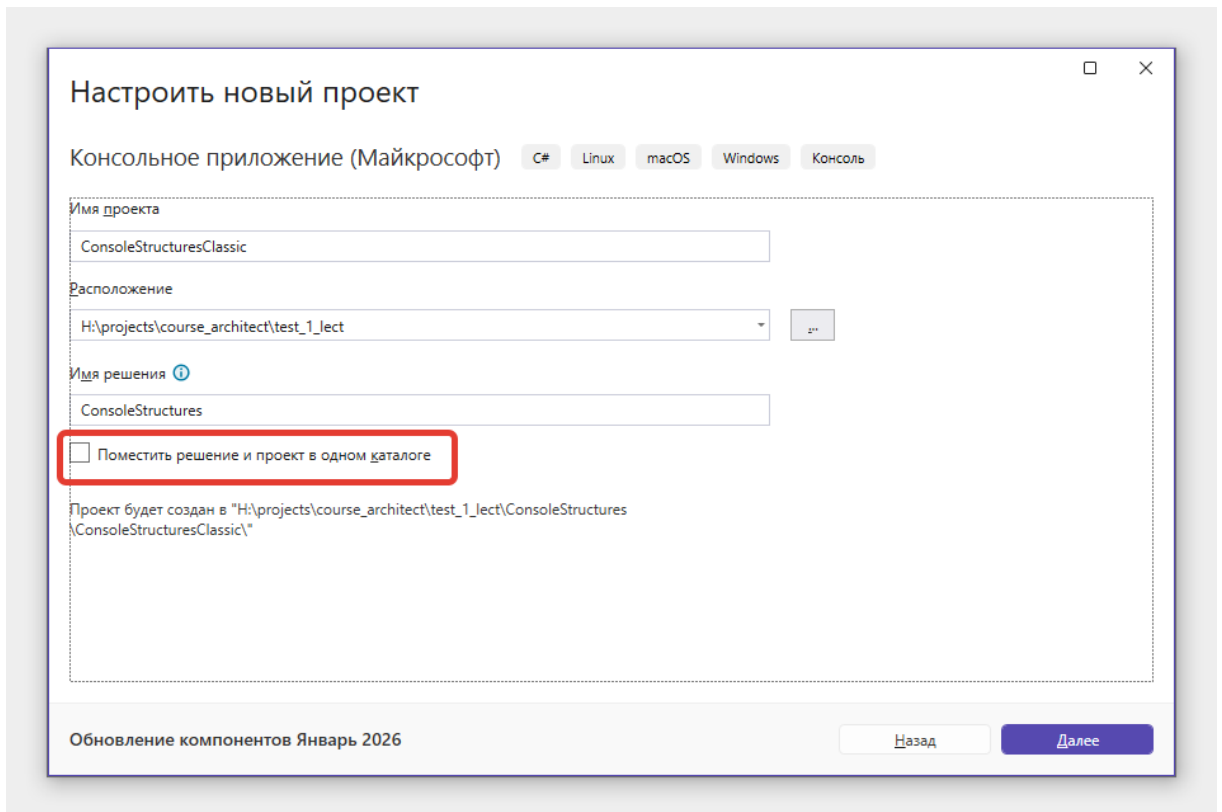 Настроить новый проект
Консольное приложение (Майкрософт) C# Linux macOS Windows Консоль
Имя проекта
ConsoleStructuresClassic
Расположение
H:\projects\course_architect\test_1_lect
...
Имя решения
ConsoleStructures
Поместить решение и проект в одном каталоге
Проект будет создан в "H:\projects\course_architect\test_1_lect\ConsoleStructures
\ConsoleStructuresClassic\"
Обновление компонентов Январь 2026
Назад
Далее